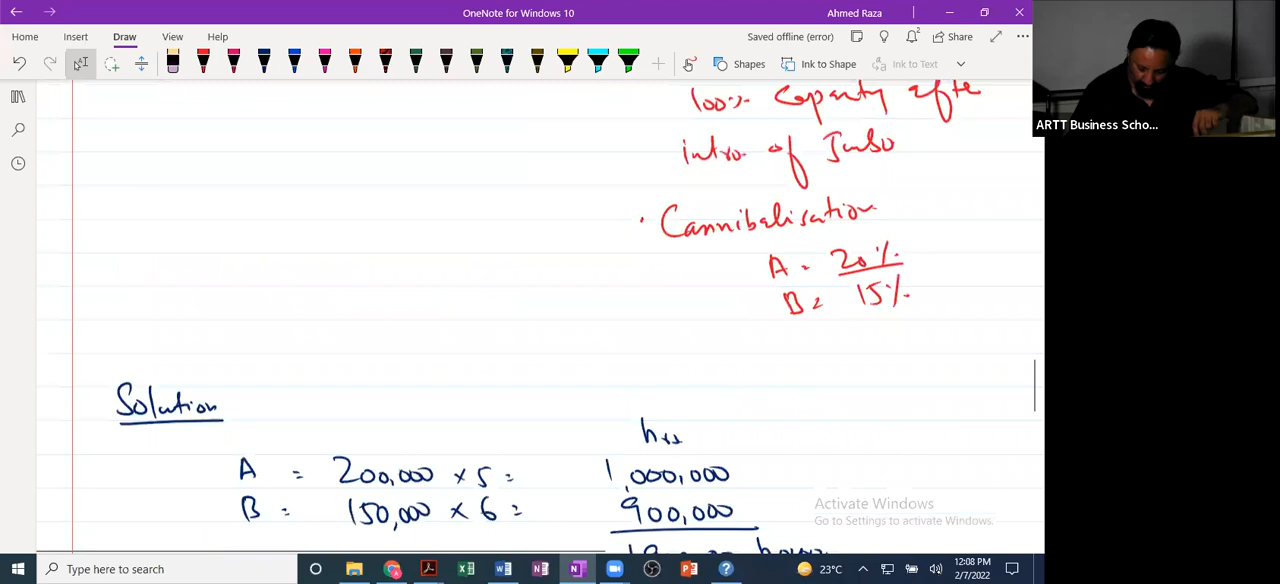 OneNote for Windows 10
Ahmed Raza
Home Insert Draw View Help
Saved offline (error)
Share
Shapes
Ink to Shape
Ink to Text
ARTT Business Scho...
100% Capacity after
intro. of Jumbo
Cannibalisation
A = 20%
B = 15%
Solution
hrs
A = 200,000 × 5 = 1,000,000
B = 150,000 × 6 = 900,000
hours
Activate Windows
Go to Settings to activate Windows.
Type here to search
23°C
12:08 PM
2/7/2022